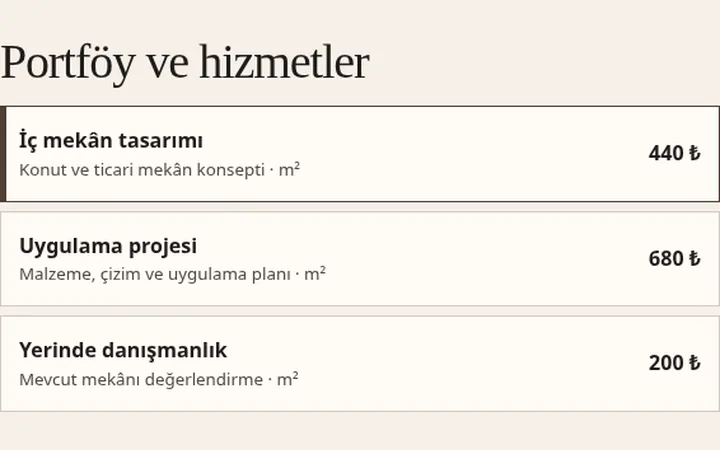 Portföy ve hizmetler
İç mekân tasarımı
Konut ve ticari mekân konsepti · m²
440 ₺
Uygulama projesi
Malzeme, çizim ve uygulama planı · m²
680 ₺
Yerinde danışmanlık
Mevcut mekânı değerlendirme · m²
200 ₺